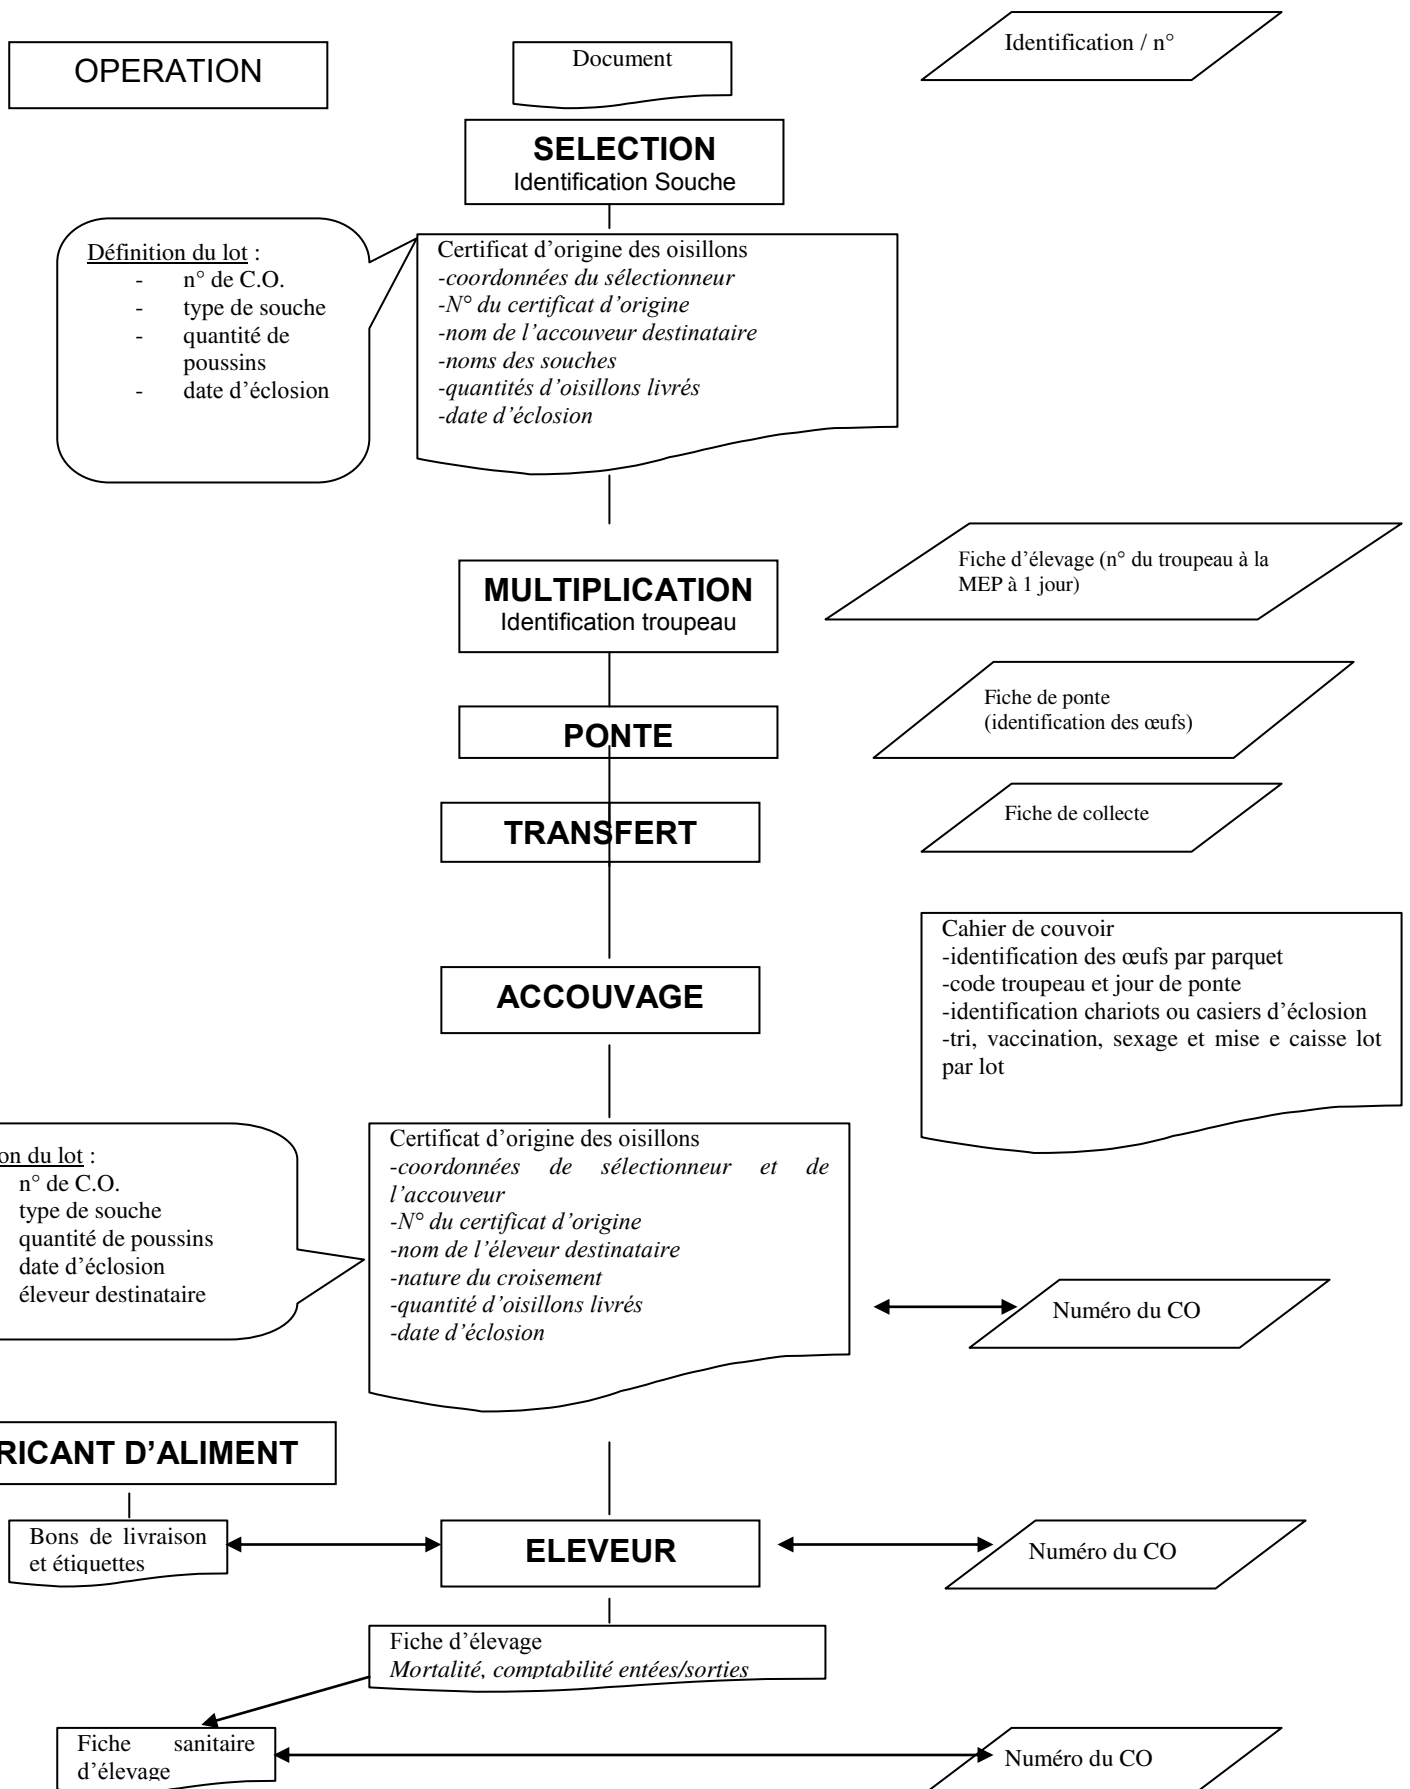 OPERATION
Document
Identification / n°
SELECTION
Identification Souche
Définition du lot :
- n° de C.O.
- type de souche
- quantité de
poussins
- date d'éclosion
Certificat d'origine des oisillons
-coordonnées du sélectionneur
-N° du certificat d'origine
-nom de l'accouveur destinataire
-noms des souches
-quantités d'oisillons livrés
-date d'éclosion
MULTIPLICATION
Identification troupeau
Fiche d'élevage (n° du troupeau à la
MEP à 1 jour)
PONTE
Fiche de ponte
(identification des œufs)
TRANSFERT
Fiche de collecte
ACCOUVAGE
Cahier de couvoir
-identification des œufs par parquet
-code troupeau et jour de ponte
-identification chariots ou casiers d'éclosion
-tri, vaccination, sexage et mise e caisse lot
par lot
on du lot :
n° de C.O.
type de souche
quantité de poussins
date d'éclosion
éleveur destinataire
Certificat d'origine des oisillons
-coordonnées de sélectionneur et de
l'accouveur
-N° du certificat d'origine
-nom de l'éleveur destinataire
-nature du croisement
-quantité d'oisillons livrés
-date d'éclosion
Numéro du CO
RICANT D'ALIMENT
Bons de livraison
et étiquettes
ELEVEUR
Numéro du CO
Fiche d'élevage
Mortalité, comptabilité entées/sorties
Fiche sanitaire
d'élevage
Numéro du CO